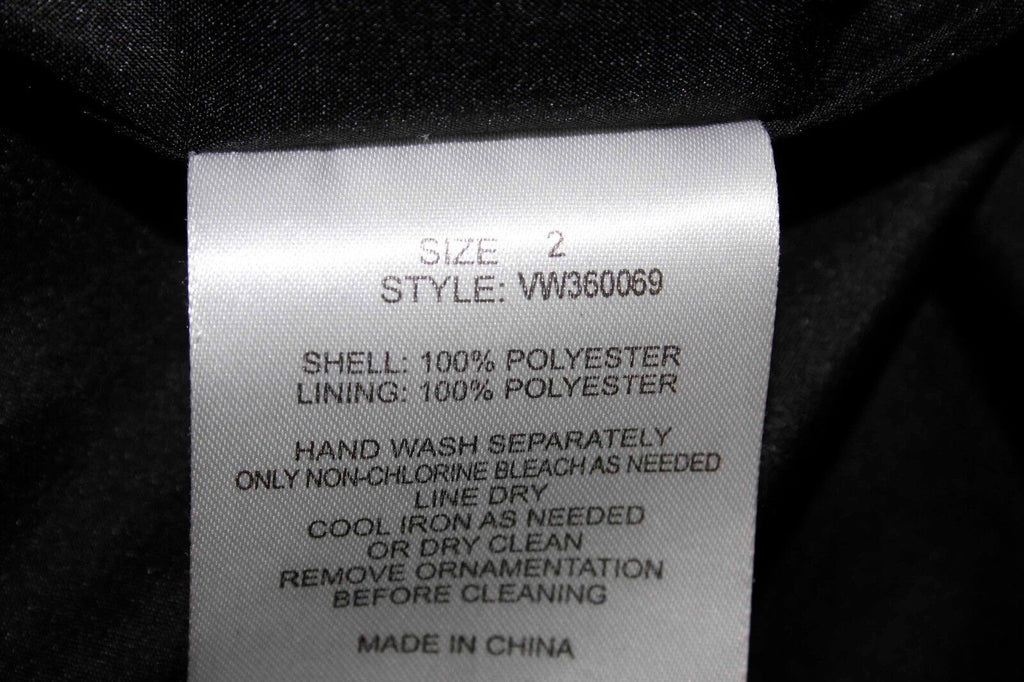 SIZE 2
STYLE: VW360069
SHELL: 100% POLYESTER
LINING: 100% POLYESTER
HAND WASH SEPARATELY
ONLY NON-CHLORINE BLEACH AS NEEDED
LINE DRY
COOL IRON AS NEEDED
OR DRY CLEAN
REMOVE ORNAMENTATION
BEFORE CLEANING
MADE IN CHINA